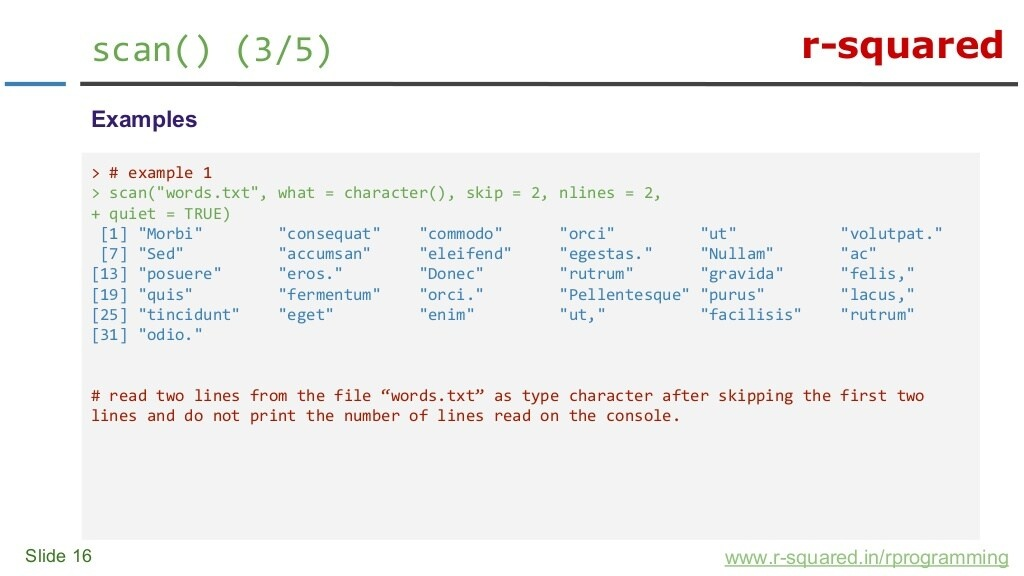 scan() (3/5)
r-squared
Examples
> # example 1
> scan("words.txt", what = character(), skip = 2, nlines = 2,
+ quiet = TRUE)
[1] "Morbi" "consequat" "commodo" "orci" "ut" "volutpat."
[7] "Sed" "accumsan" "eleifend" "egestas." "Nullam" "ac"
[13] "posuere" "eros." "Donec" "rutrum" "gravida" "felis,"
[19] "quis" "fermentum" "orci." "Pellentesque" "purus" "lacus,"
[25] "tincidunt" "eget" "enim" "ut," "facilisis" "rutrum"
[31] "odio."
# read two lines from the file “words.txt” as type character after skipping the first two
lines and do not print the number of lines read on the console.
Slide 16
www.r-squared.in/rprogramming